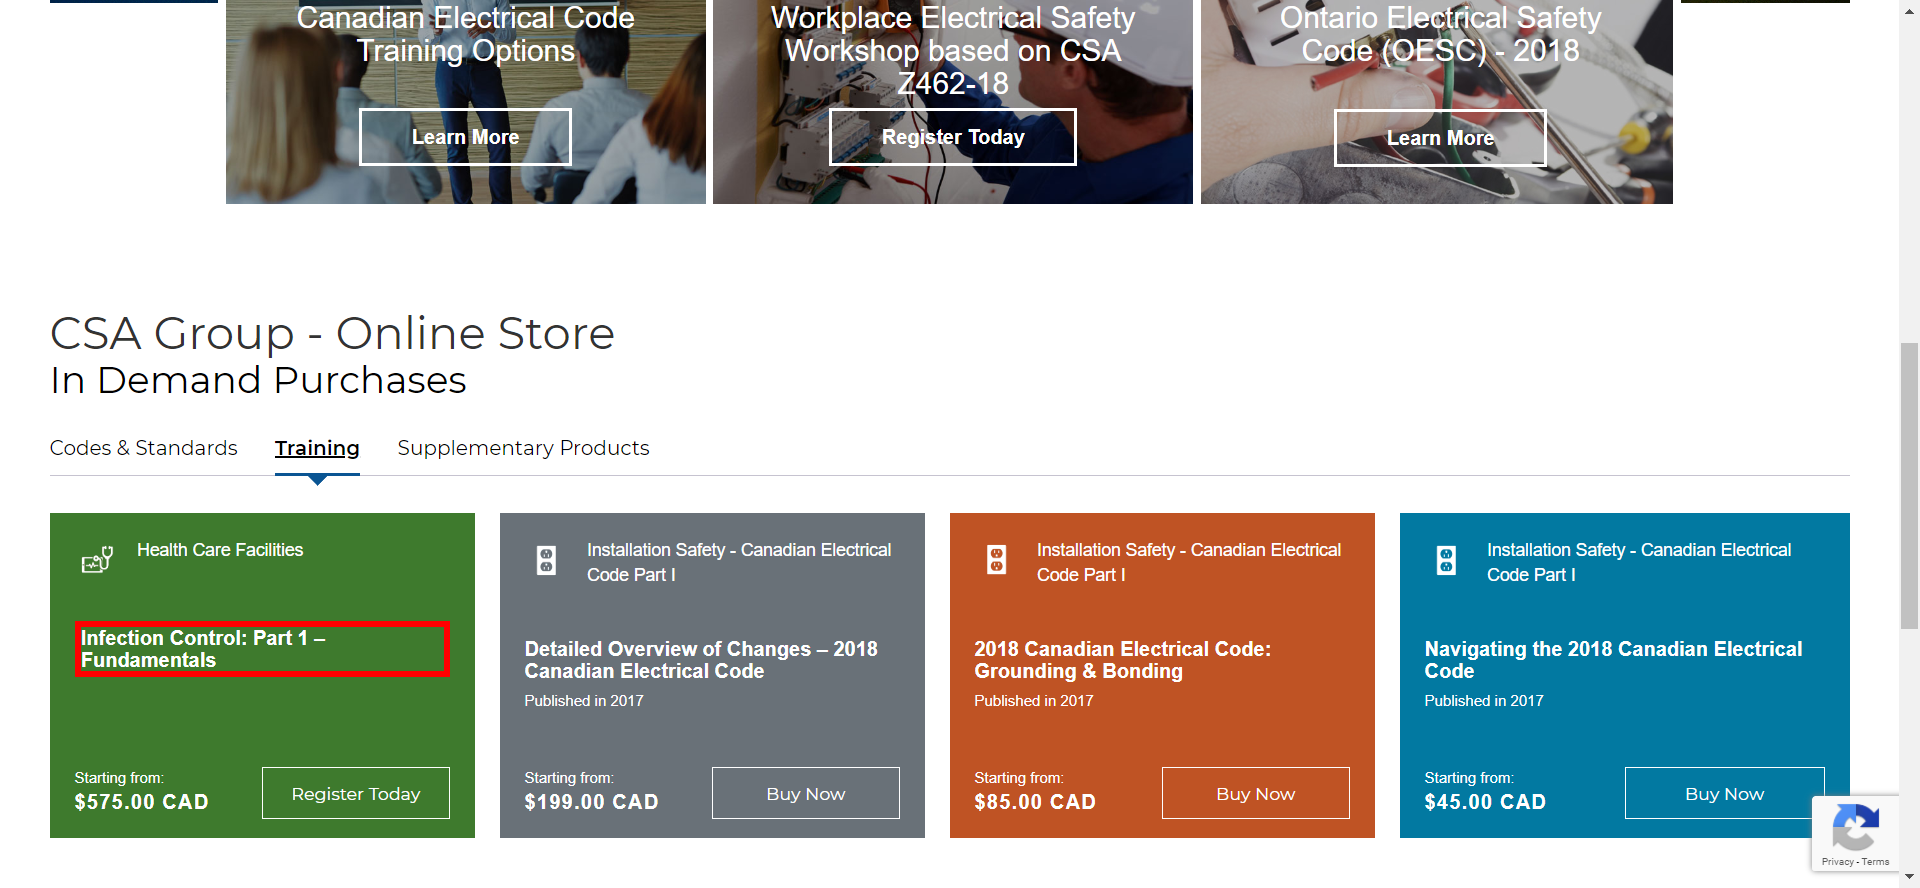 Canadian Electrical Code
Training Options
Learn More
Workplace Electrical Safety
Workshop based on CSA
Z462-18
Register Today
Ontario Electrical Safety
Code (OESC) - 2018
Learn More
CSA Group - Online Store
In Demand Purchases
Codes & Standards
Training
Supplementary Products
Health Care Facilities
Infection Control: Part 1 –
Fundamentals
Starting from:
$575.00 CAD
Register Today
Installation Safety - Canadian Electrical
Code Part I
Detailed Overview of Changes – 2018
Canadian Electrical Code
Published in 2017
Starting from:
$199.00 CAD
Buy Now
Installation Safety - Canadian Electrical
Code Part I
2018 Canadian Electrical Code:
Grounding & Bonding
Published in 2017
Starting from:
$85.00 CAD
Buy Now
Installation Safety - Canadian Electrical
Code Part I
Navigating the 2018 Canadian Electrical
Code
Published in 2017
Starting from:
$45.00 CAD
Buy Now
Privacy - Terms